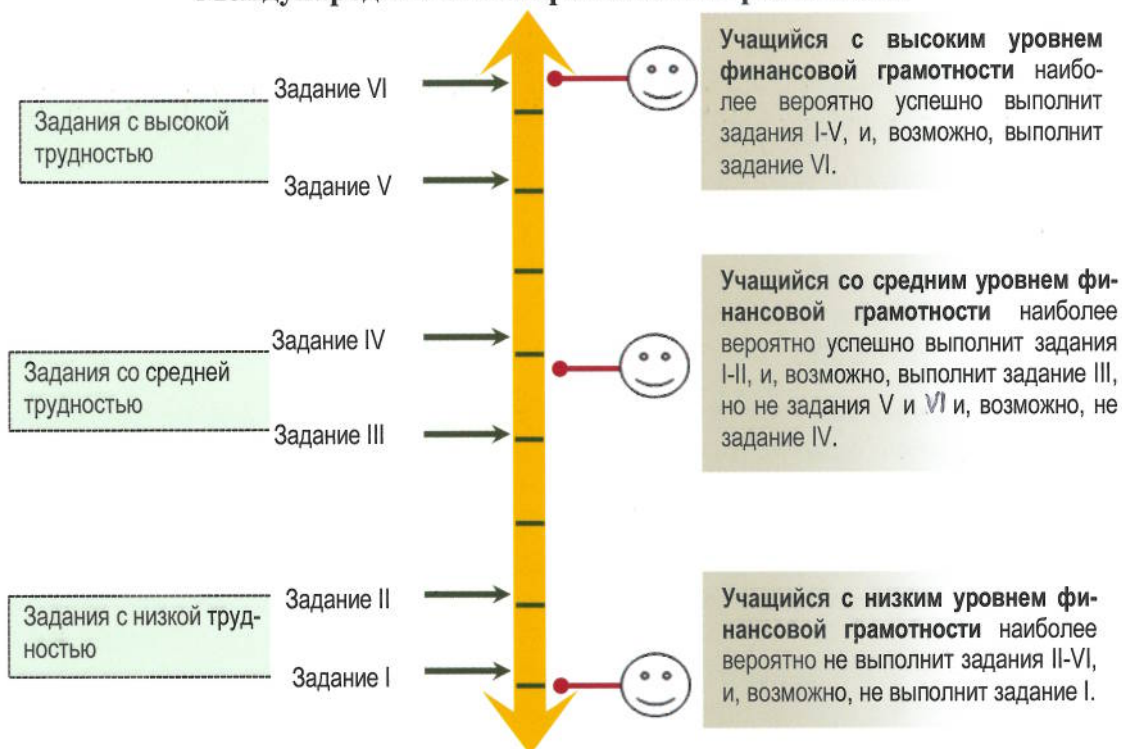 Задание VI
Задания с высокой
трудностью
Задание V
Учащийся с высоким уровнем
финансовой грамотности наибо-
лее вероятно успешно выполнит
задания I-V, и, возможно, выполнит
задание VI.
Задание IV
Задания со средней
трудностью
Задание III
Учащийся со средним уровнем фи-
нансовой грамотности наиболее
вероятно успешно выполнит задания
I-II, и, возможно, выполнит задание III,
но не задания V и VI и, возможно, не
задание IV.
Задание II
Задания с низкой труд-
ностью
Задание I
Учащийся с низким уровнем фи-
нансовой грамотности наиболее
вероятно не выполнит задания II-VI,
и, возможно, не выполнит задание I.